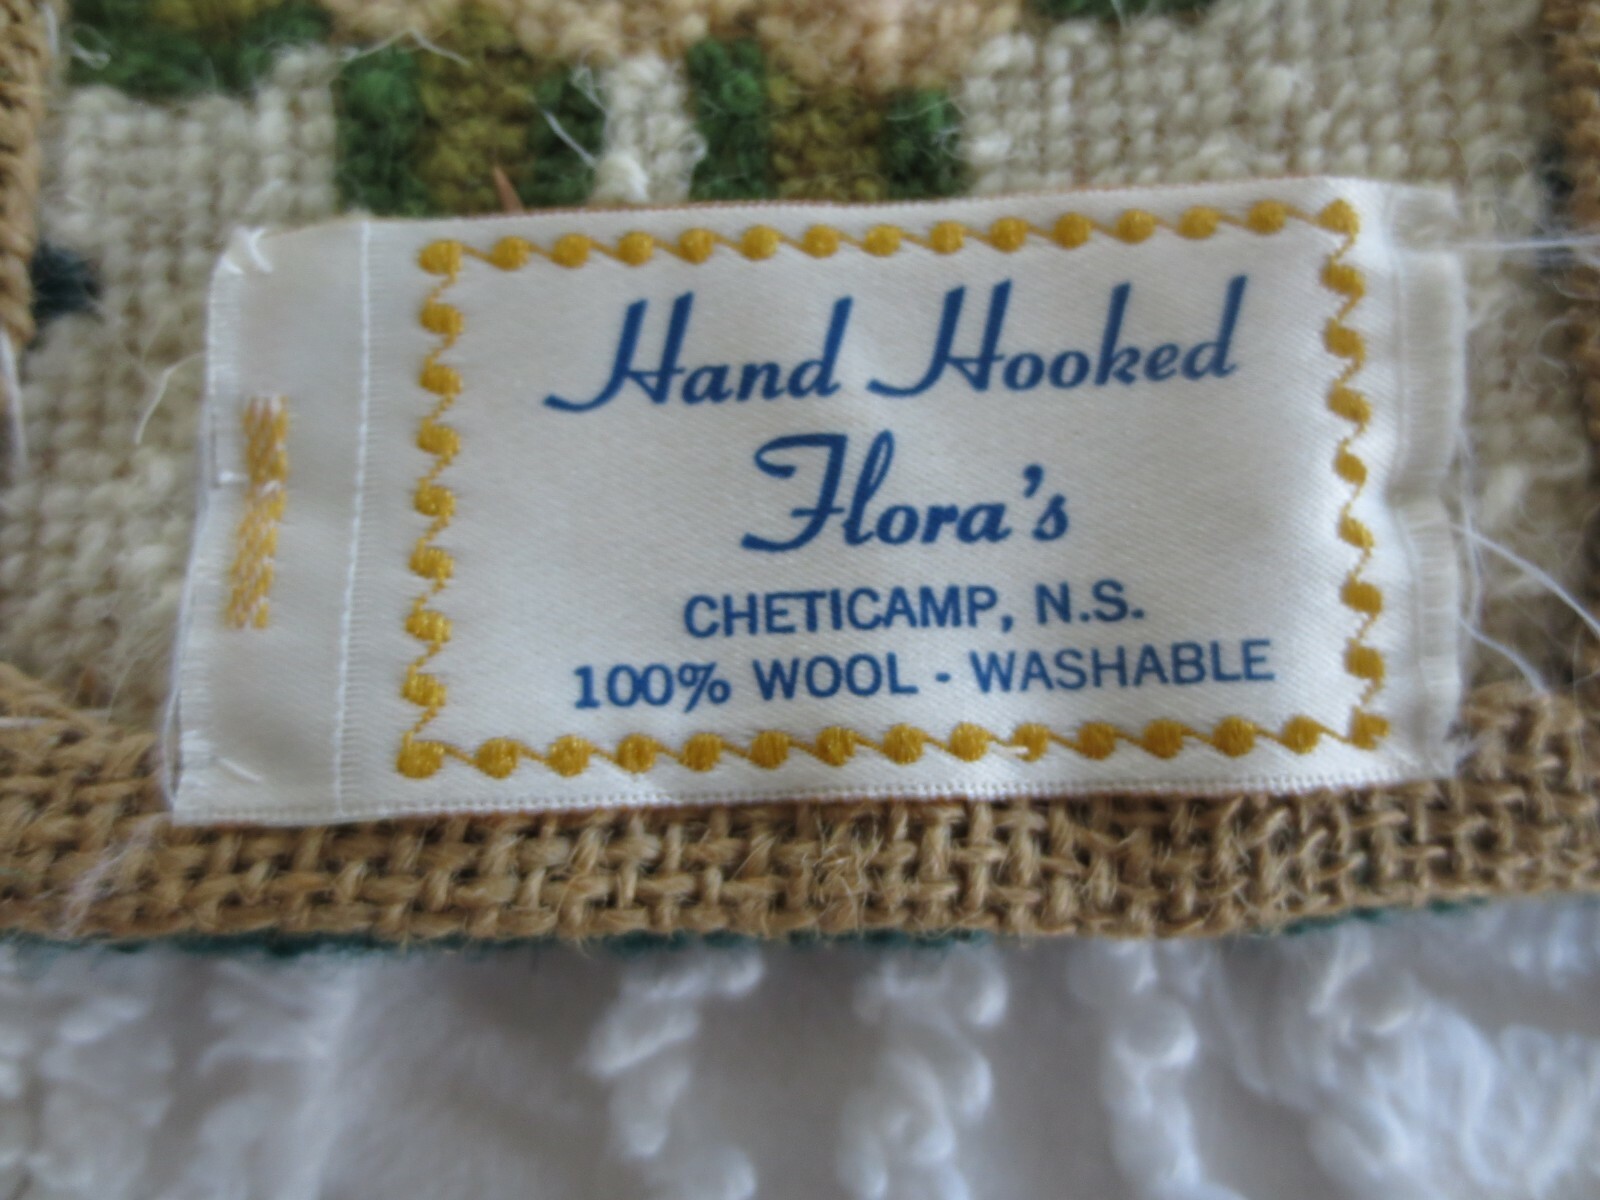 Hand Hooked
Flora's
CHETICAMP, N.S.
100% WOOL - WASHABLE